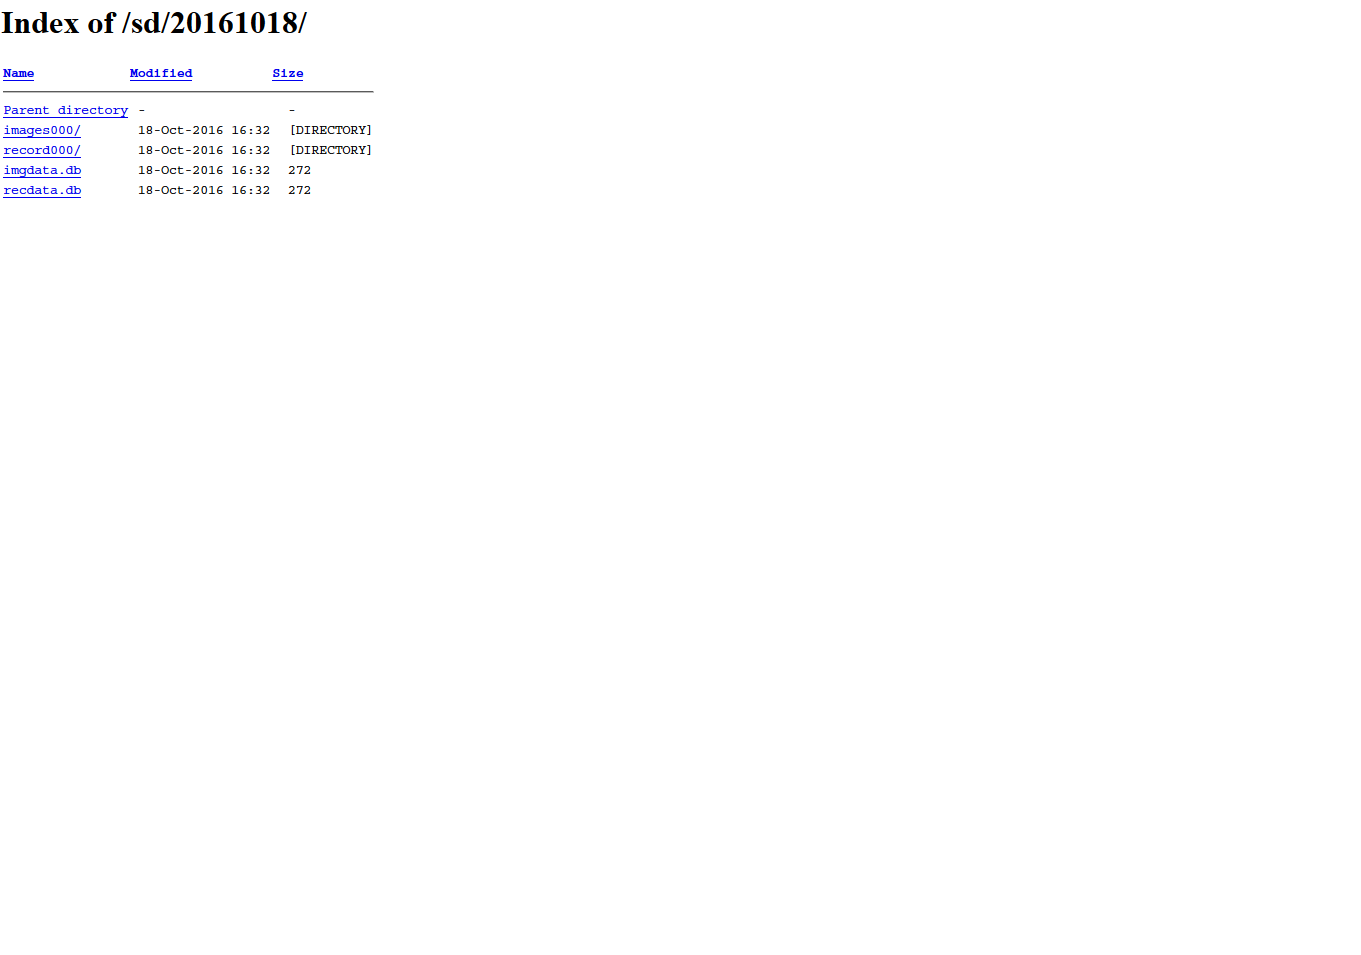 Index of /sd/20161018/
Name Modified Size
Parent directory - -
images000/ 18-Oct-2016 16:32 [DIRECTORY]
record000/ 18-Oct-2016 16:32 [DIRECTORY]
imgdata.db 18-Oct-2016 16:32 272
recdata.db 18-Oct-2016 16:32 272